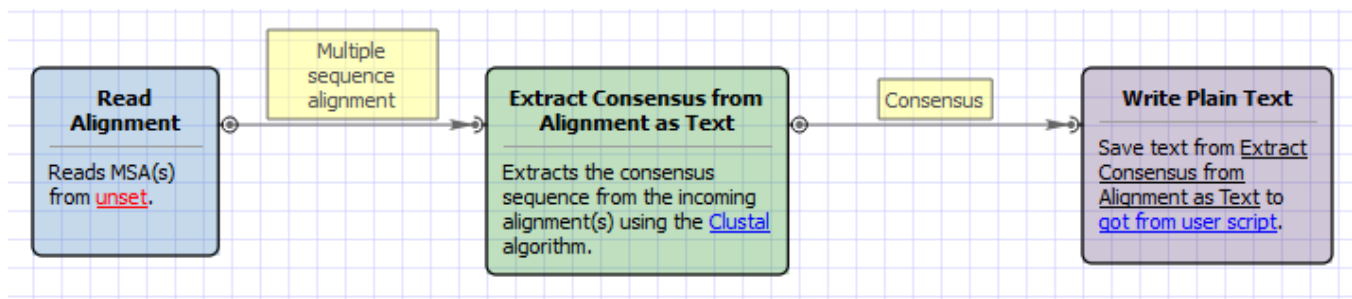 Read
Alignment
Reads MSA(s)
from unset.
Multiple
sequence
alignment
Extract Consensus from
Alignment as Text
Extracts the consensus
sequence from the incoming
alignment(s) using the Clustal
algorithm.
Consensus
Write Plain Text
Save text from Extract
Consensus from
Alignment as Text to
got from user script.